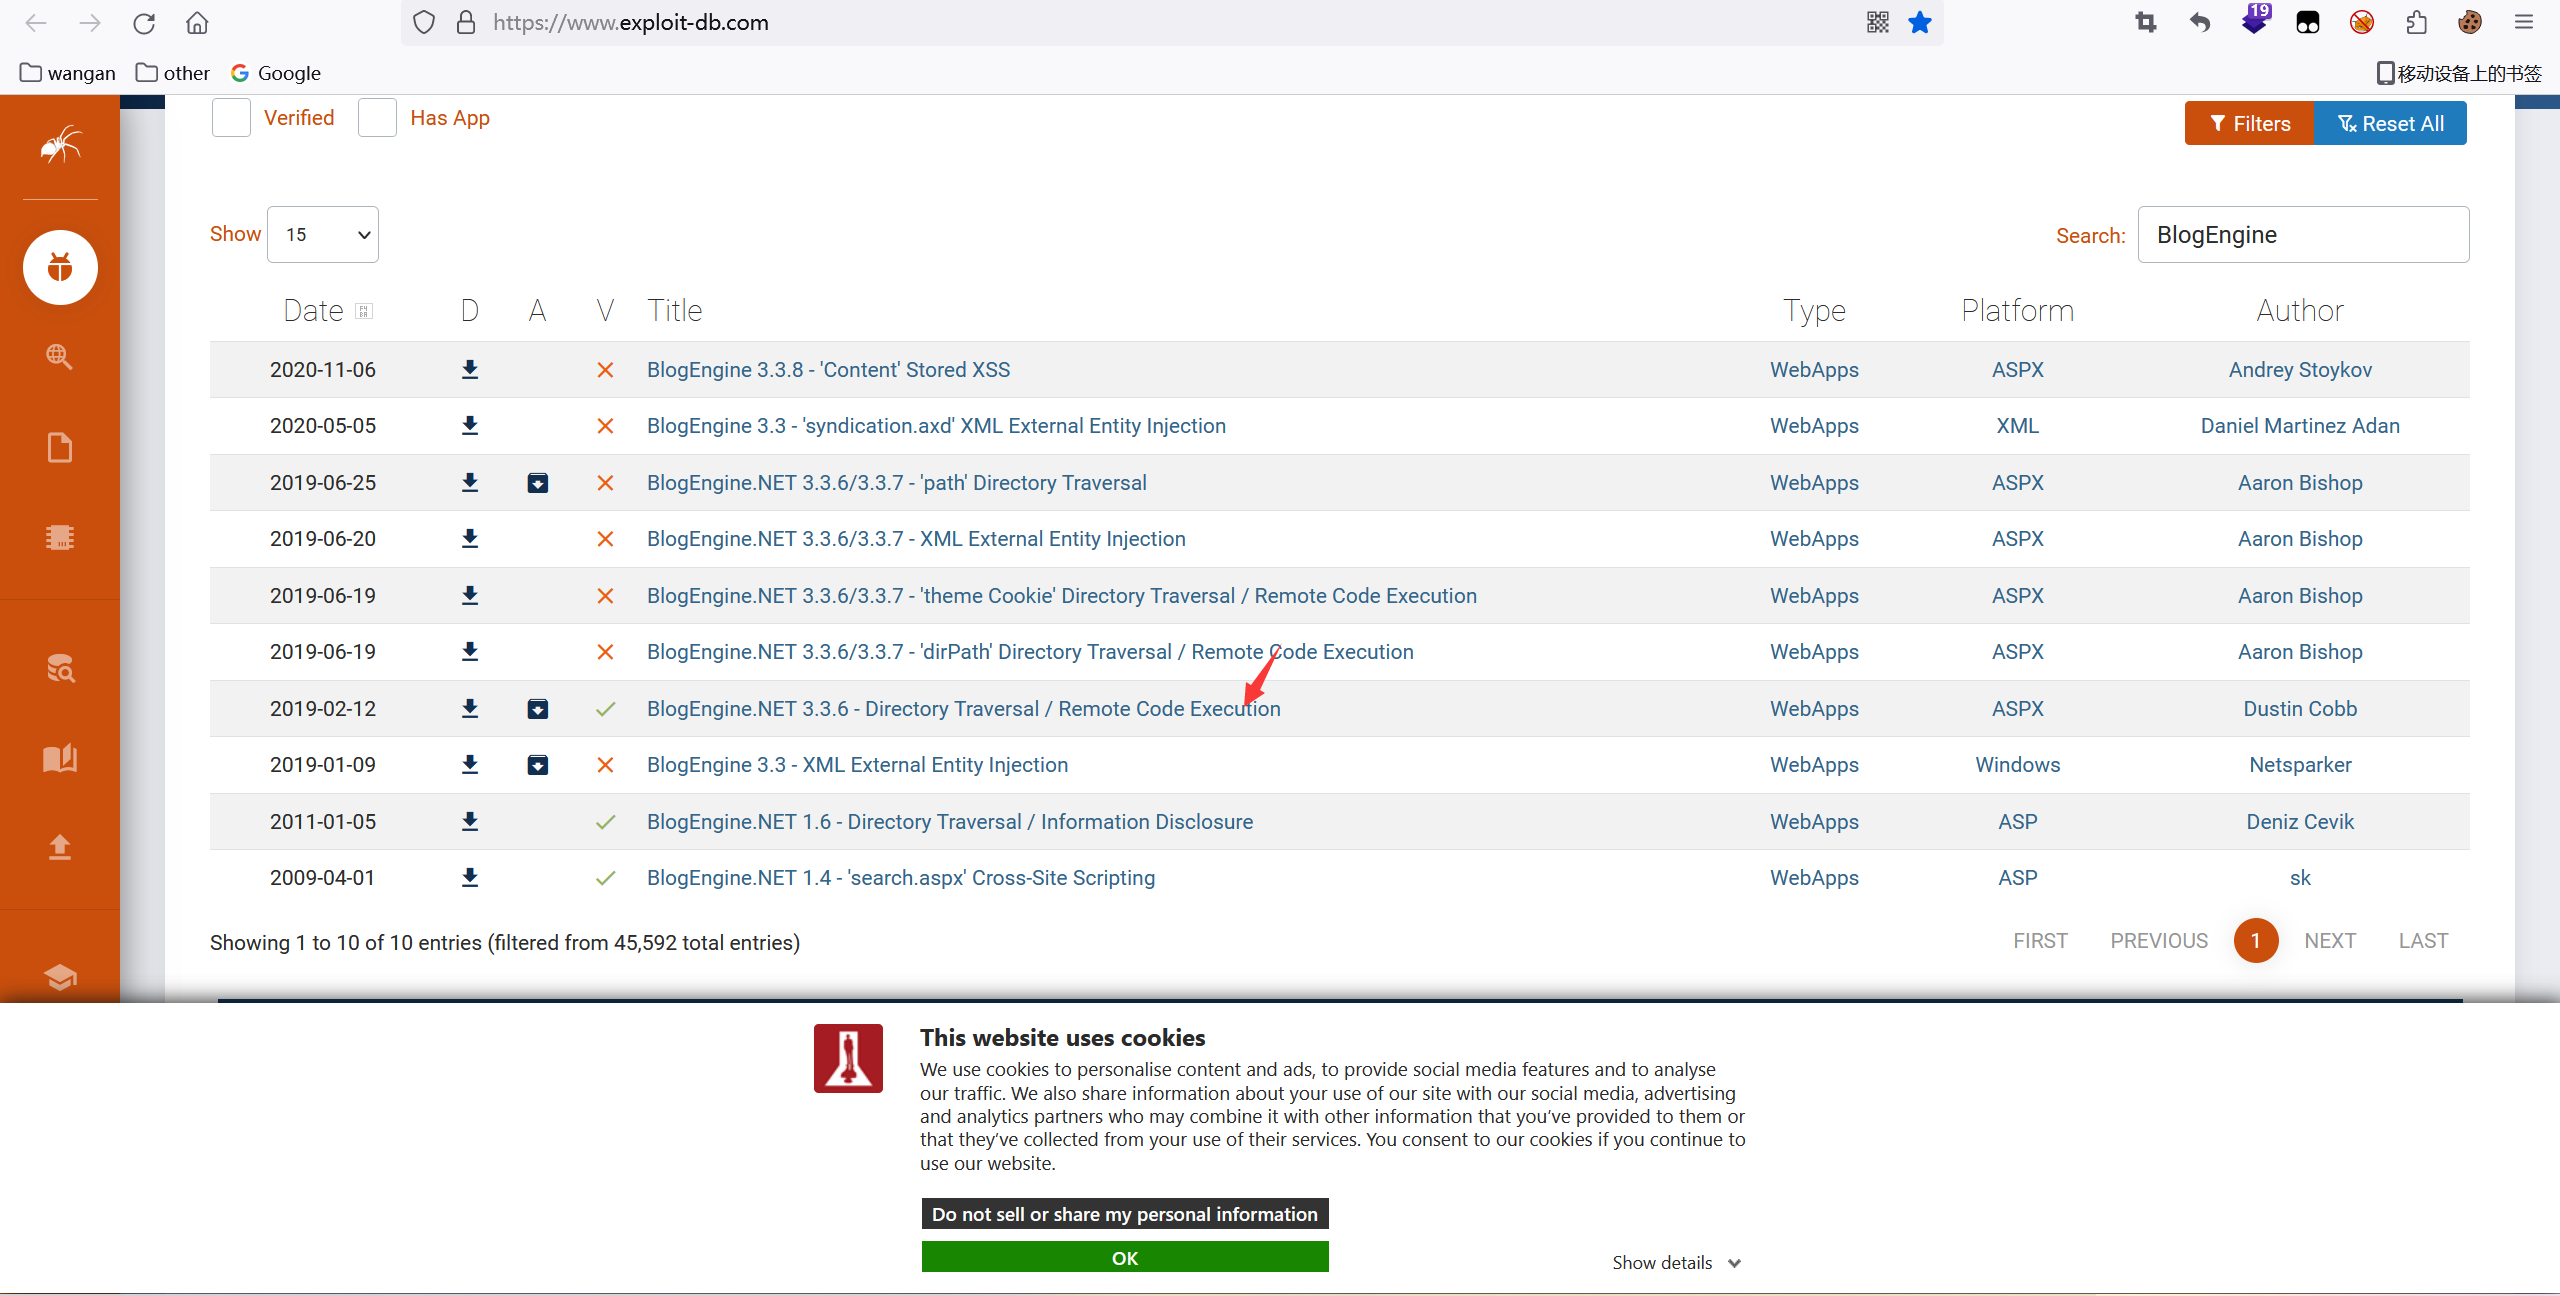 https://www.exploit-db.com
19
wangan other Google 移动设备上的书签
Verified Has App Filters Reset All
Show 15 Search: BlogEngine
Date D A V Title Type Platform Author
2020-11-06 BlogEngine 3.3.8 - 'Content' Stored XSS WebApps ASPX Andrey Stoykov
2020-05-05 BlogEngine 3.3 - 'syndication.axd' XML External Entity Injection WebApps XML Daniel Martinez Adan
2019-06-25 BlogEngine.NET 3.3.6/3.3.7 - 'path' Directory Traversal WebApps ASPX Aaron Bishop
2019-06-20 BlogEngine.NET 3.3.6/3.3.7 - XML External Entity Injection WebApps ASPX Aaron Bishop
2019-06-19 BlogEngine.NET 3.3.6/3.3.7 - 'theme Cookie' Directory Traversal / Remote Code Execution WebApps ASPX Aaron Bishop
2019-06-19 BlogEngine.NET 3.3.6/3.3.7 - 'dirPath' Directory Traversal / Remote Code Execution WebApps ASPX Aaron Bishop
2019-02-12 BlogEngine.NET 3.3.6 - Directory Traversal / Remote Code Execution WebApps ASPX Dustin Cobb
2019-01-09 BlogEngine 3.3 - XML External Entity Injection WebApps Windows Netsparker
2011-01-05 BlogEngine.NET 1.6 - Directory Traversal / Information Disclosure WebApps ASP Deniz Cevik
2009-04-01 BlogEngine.NET 1.4 - 'search.aspx' Cross-Site Scripting WebApps ASP sk
Showing 1 to 10 of 10 entries (filtered from 45,592 total entries) FIRST PREVIOUS 1 NEXT LAST
This website uses cookies
We use cookies to personalise content and ads, to provide social media features and to analyse
our traffic. We also share information about your use of our site with our social media, advertising
and analytics partners who may combine it with other information that you’ve provided to them or
that they’ve collected from your use of their services. You consent to our cookies if you continue to
use our website.
Do not sell or share my personal information
OK
Show details